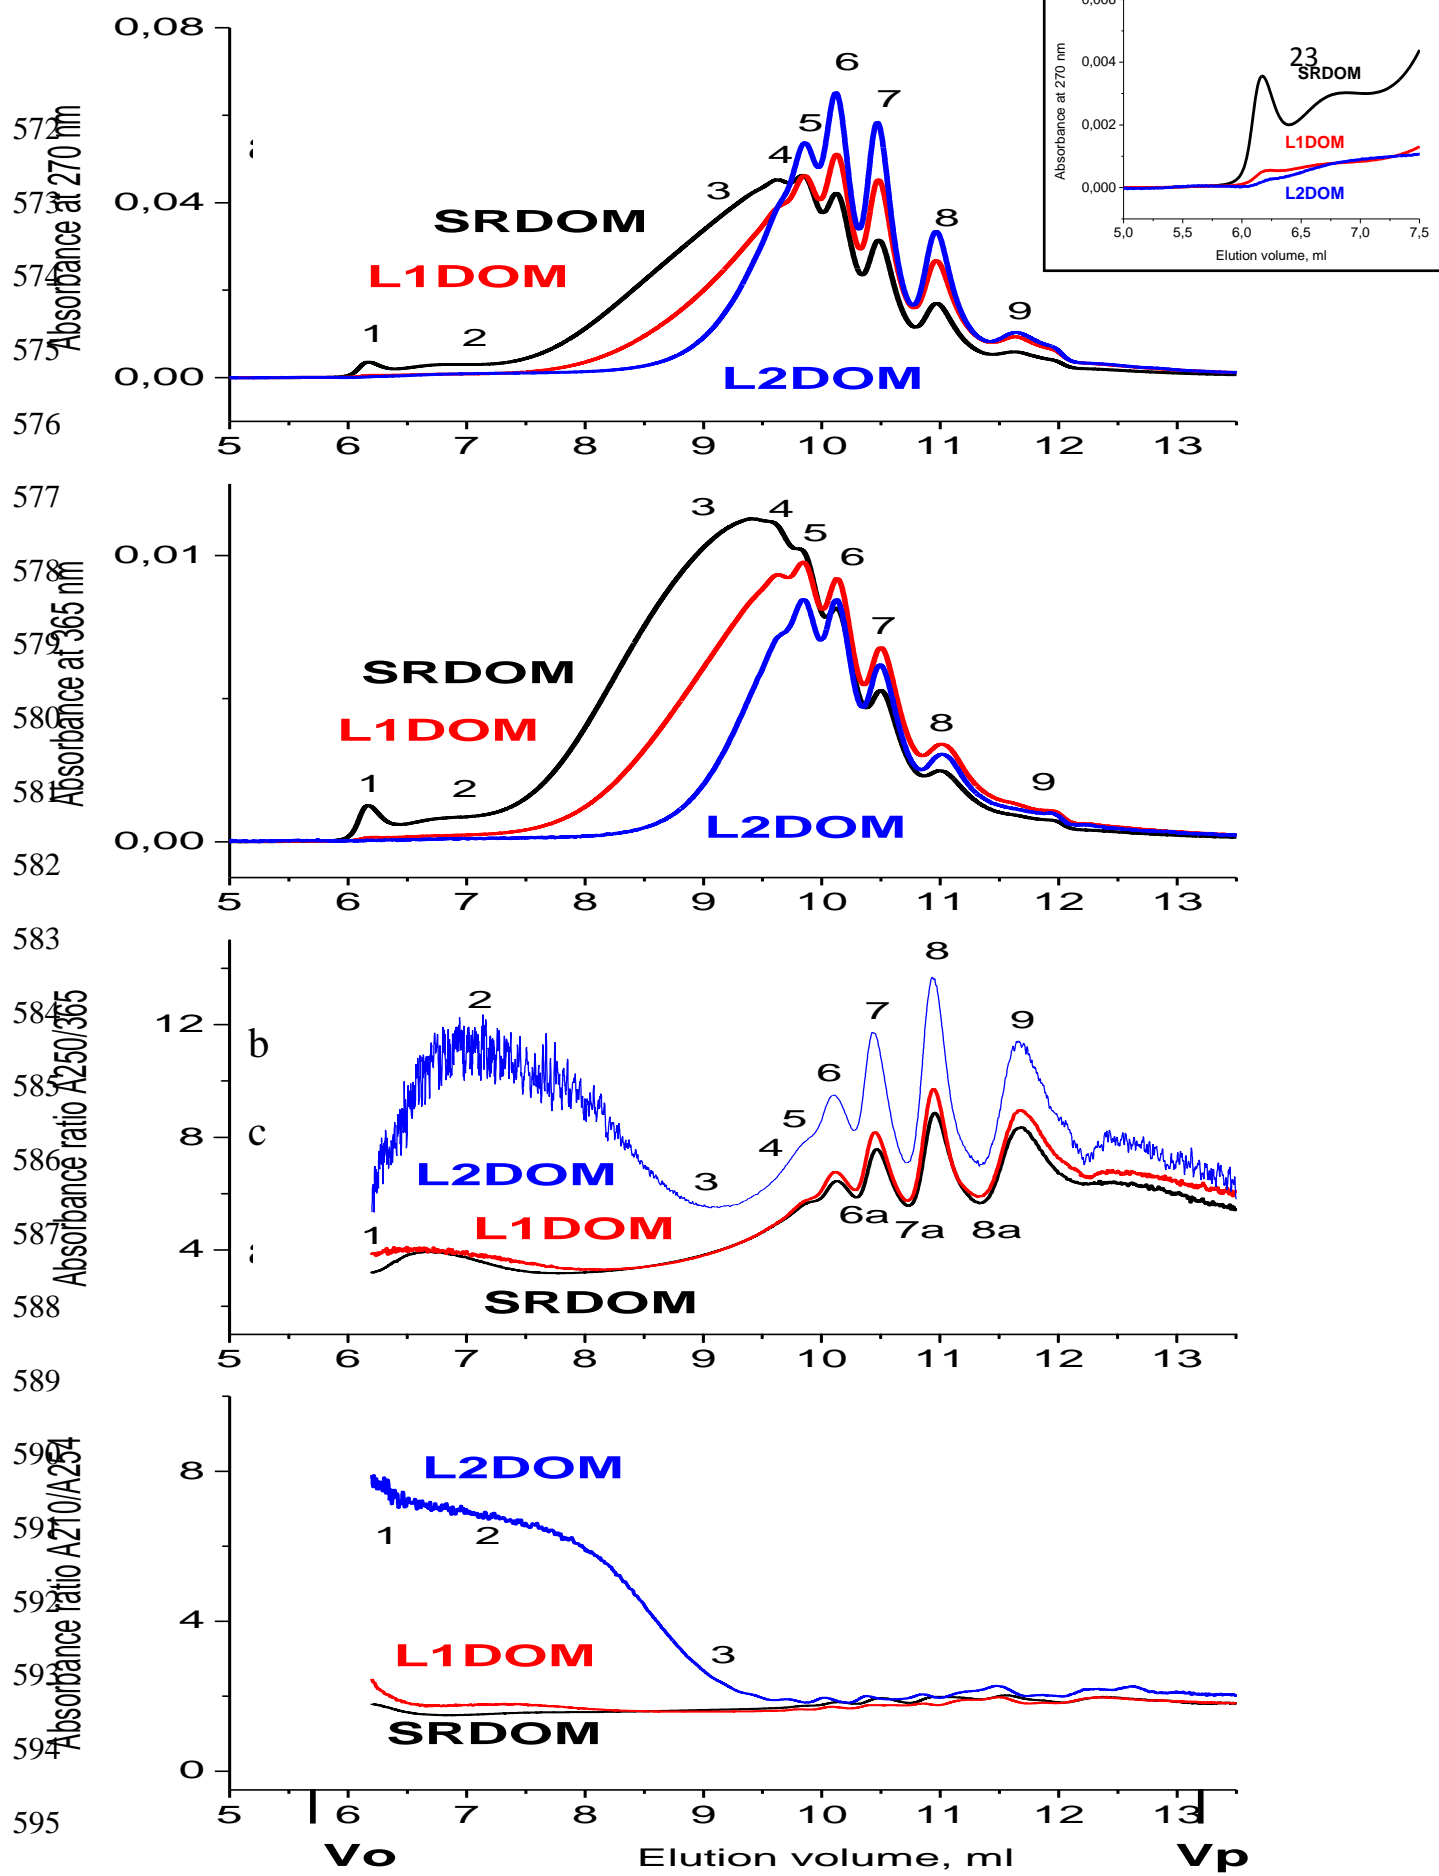 0,006
0,004
0,002
0,000
Absorbance at 270 nm
23
SRDOM
L1DOM
L2DOM
5,0 5,5 6,0 6,5 7,0 7,5
Elution volume, ml
0,08
0,04
0,00
Absorbance at 270 nm
572
573
574
575
576
1 2 3 4 5 6 7 8 9
SRDOM
L1DOM
L2DOM
5 6 7 8 9 10 11 12 13
577
578
579
580
581
582
0,01
0,00
Absorbance at 365 nm
1 2 3 4 5 6 7 8 9
SRDOM
L1DOM
L2DOM
5 6 7 8 9 10 11 12 13
583
584
585
586
587
588
12
8
4
Absorbance ratio A250/365
b
c
1 2 3 4 5 6 7 8 9
6a 7a 8a
L2DOM
L1DOM
SRDOM
5 6 7 8 9 10 11 12 13
589
590
591
592
593
594
595
8
4
0
Absorbance ratio A210/A254
L2DOM
1 2 3
L1DOM
SRDOM
5 6 7 8 9 10 11 12 13
Vo Elution volume, ml Vp